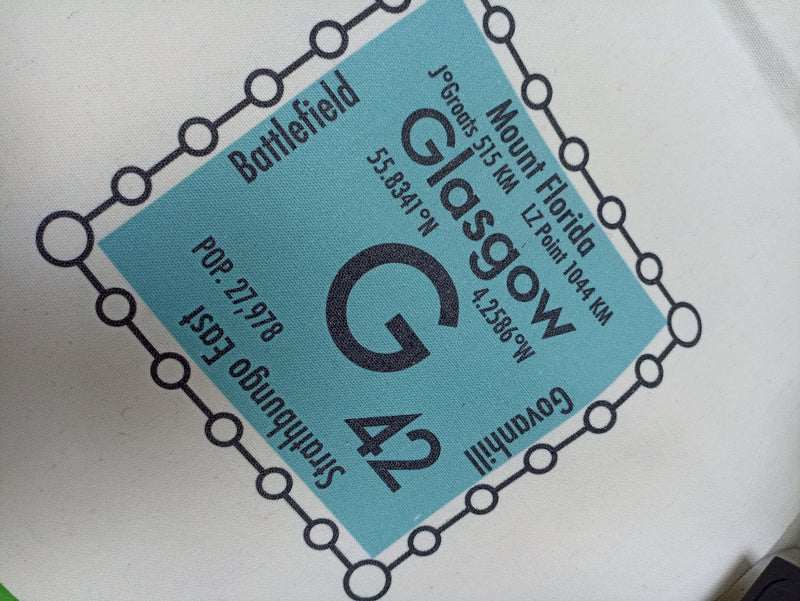 Mount Florida
J°Groats 515 KM LZ Point 1044 KM
Glasgow
55.8341°N 4.2586°W
G
42
Battlefield
Govanhill
POP. 27,978
Strathbungo East